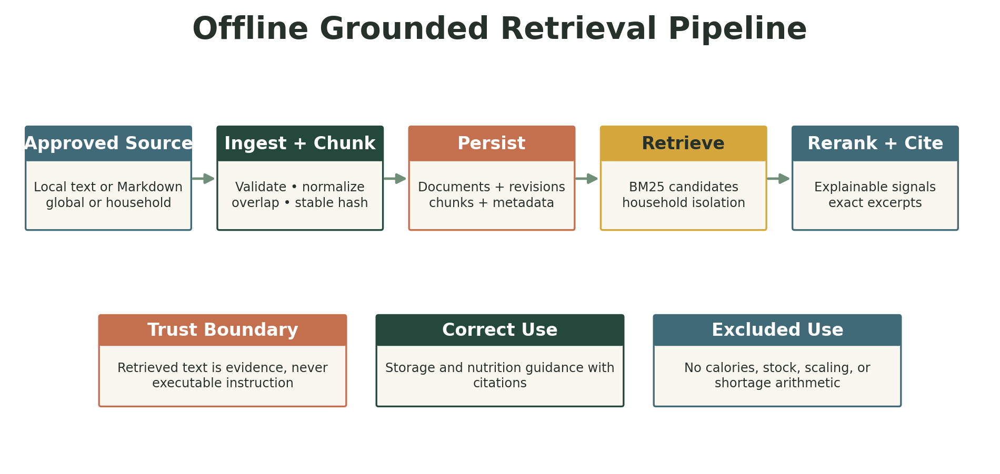 Offline Grounded Retrieval Pipeline
Approved Source
Local text or Markdown
global or household
Ingest + Chunk
Validate • normalize
overlap • stable hash
Persist
Documents + revisions
chunks + metadata
Retrieve
BM25 candidates
household isolation
Rerank + Cite
Explainable signals
exact excerpts
Trust Boundary
Retrieved text is evidence, never
executable instruction
Correct Use
Storage and nutrition guidance with
citations
Excluded Use
No calories, stock, scaling, or
shortage arithmetic